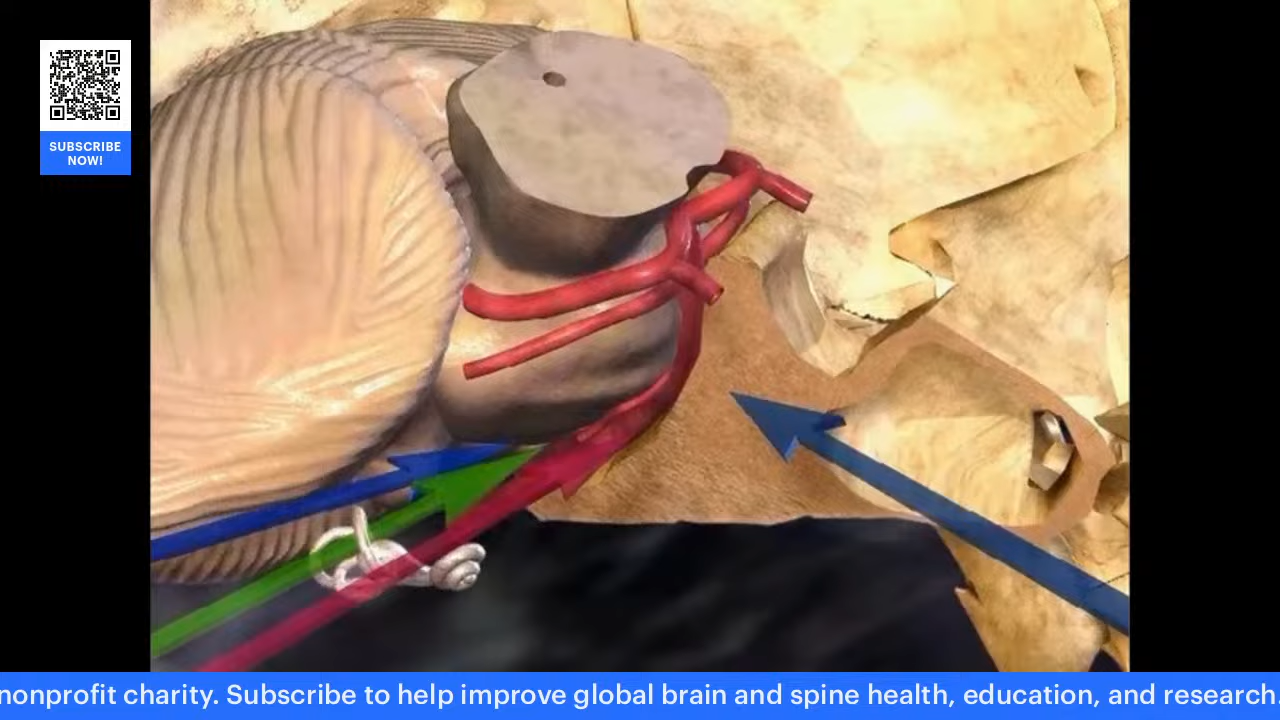 SUBSCRIBE
NOW!
nonprofit charity. Subscribe to help improve global brain and spine health, education, and research.